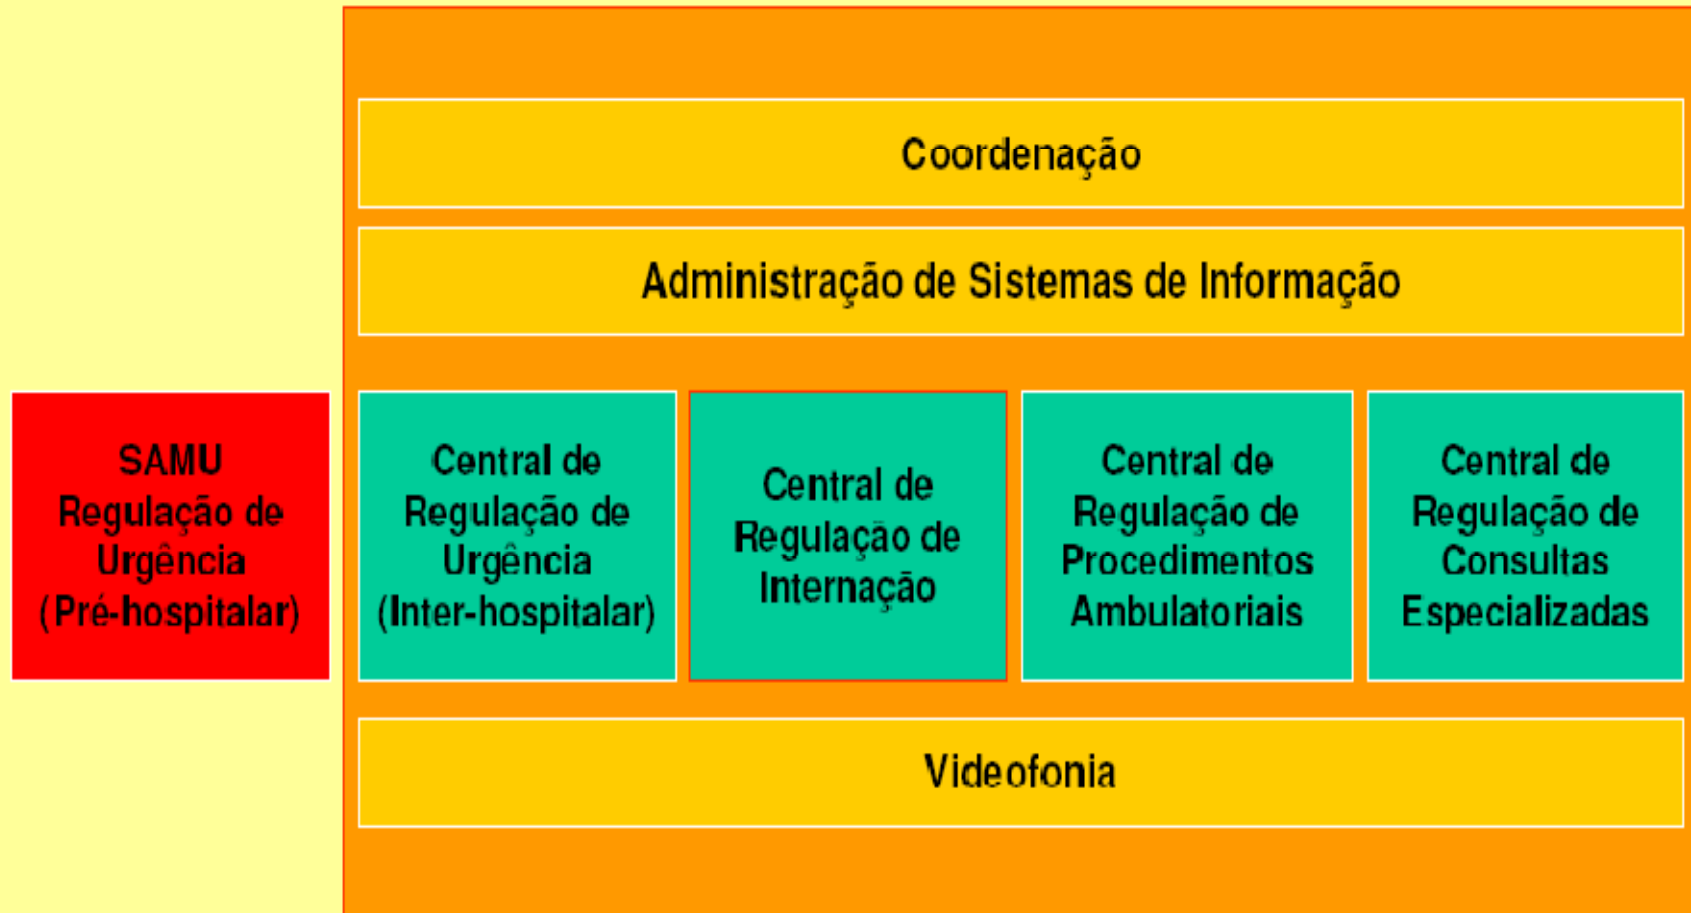 Coordenação
Administração de Sistemas de Informação
SAMU
Regulação de
Urgência
(Pré-hospitalar)
Central de
Regulação de
Urgência
(Inter-hospitalar)
Central de
Regulação de
Internação
Central de
Regulação de
Procedimentos
Ambulatoriais
Central de
Regulação de
Consultas
Especializadas
Videofonia